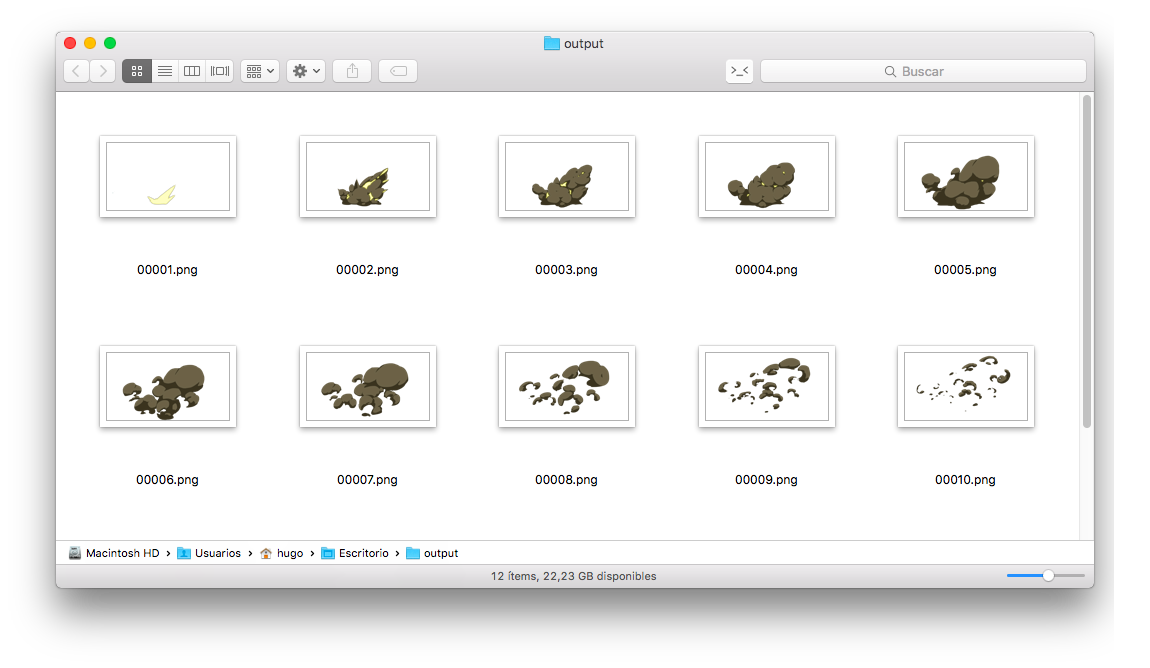 output
>_< Buscar
00001.png 00002.png 00003.png 00004.png 00005.png
00006.png 00007.png 00008.png 00009.png 00010.png
Macintosh HD › Usuarios › hugo › Escritorio › output
12 ítems, 22,23 GB disponibles